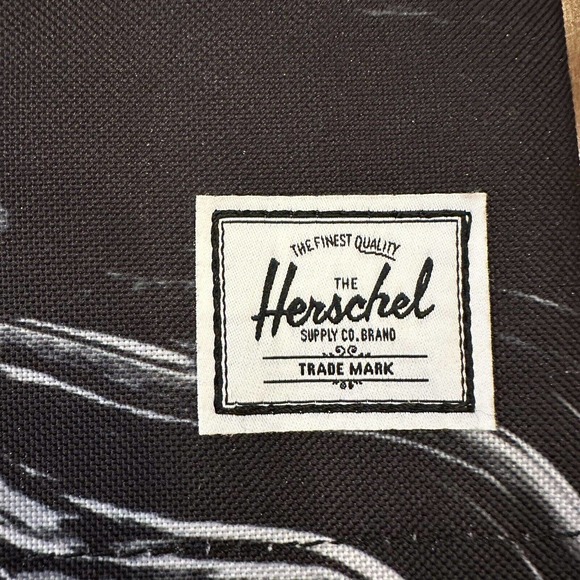 THE FINEST QUALITY
THE
Herschel
SUPPLY CO. BRAND
TRADE MARK